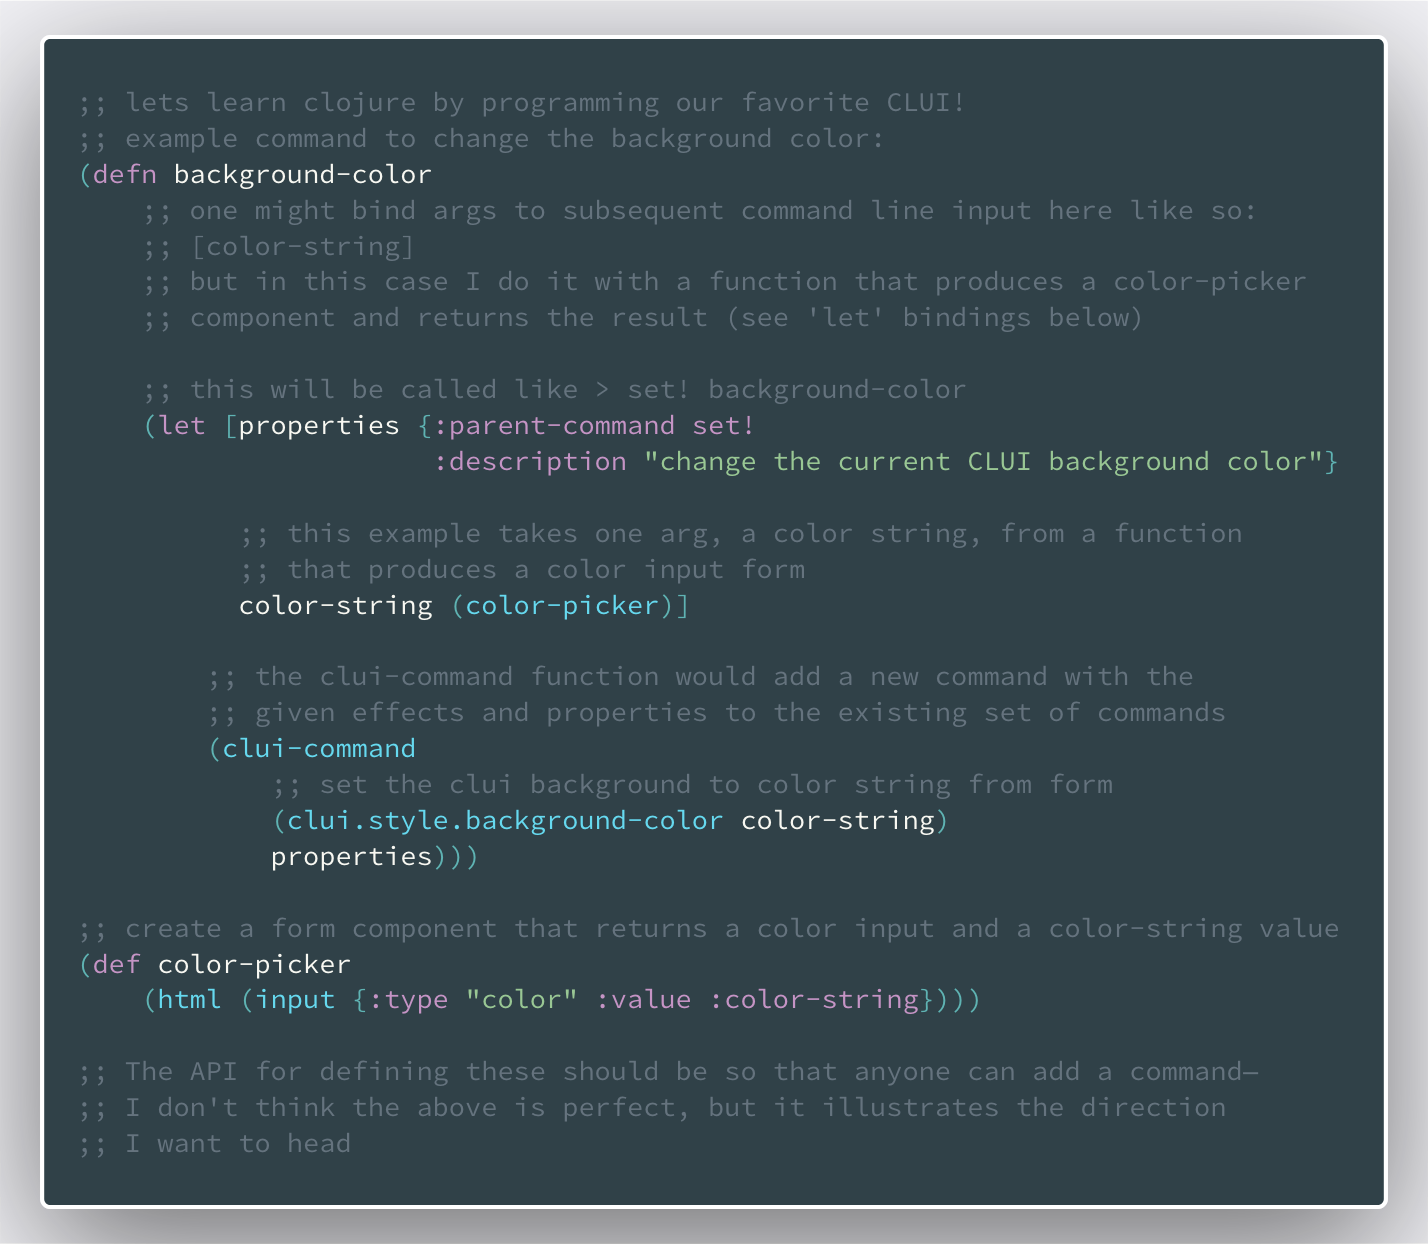 ;; lets learn clojure by programming our favorite CLUI!
;; example command to change the background color:
(defn background-color
    ;; one might bind args to subsequent command line input here like so:
    ;; [color-string]
    ;; but in this case I do it with a function that produces a color-picker
    ;; component and returns the result (see 'let' bindings below)

    ;; this will be called like > set! background-color
    (let [properties {:parent-command set!
                      :description "change the current CLUI background color"}

          ;; this example takes one arg, a color string, from a function
          ;; that produces a color input form
          color-string (color-picker)]

        ;; the clui-command function would add a new command with the
        ;; given effects and properties to the existing set of commands
        (clui-command
            ;; set the clui background to color string from form
            (clui.style.background-color color-string)
            properties)))

;; create a form component that returns a color input and a color-string value
(def color-picker
    (html (input {:type "color" :value :color-string})))

;; The API for defining these should be so that anyone can add a command—
;; I don't think the above is perfect, but it illustrates the direction
;; I want to head